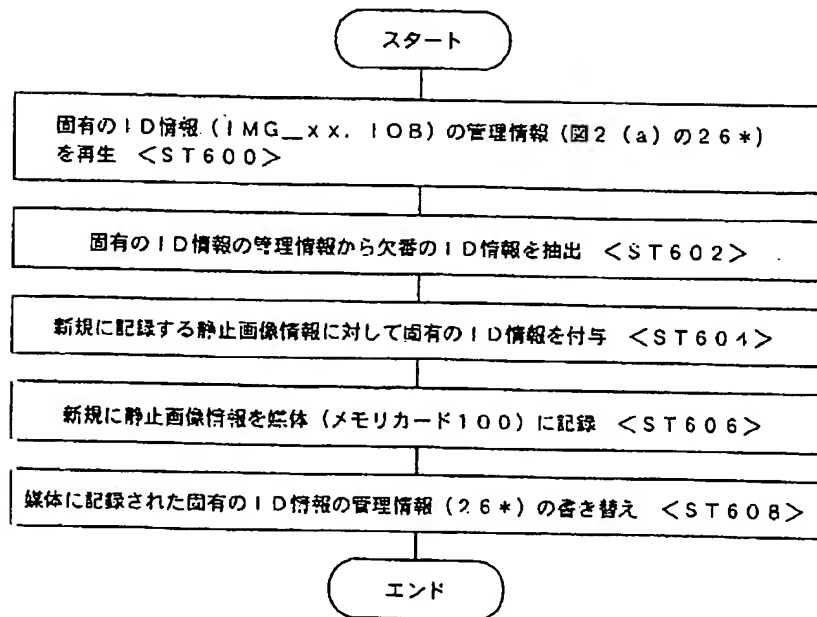 スタート
固有のID情報(IMG__xx.IOB)の管理情報(図2(a)の26*)
を再生 <ST600>
固有のID情報の管理情報から欠番のID情報を抽出 <ST602>
新規に記録する静止画像情報に対して固有のID情報を付与 <ST604>
新規に静止画像情報を媒体(メモリカード100)に記録 <ST606>
媒体に記録された固有のID情報の管理情報(26*)の書き替え <ST608>
エンド